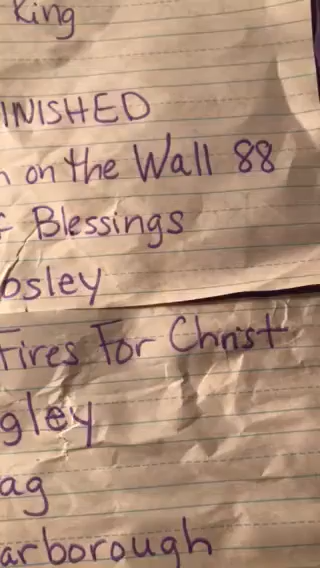 King
INISHED
n on the Wall 88
F Blessings
osley
Fires For Christ
gley
ag
arborough